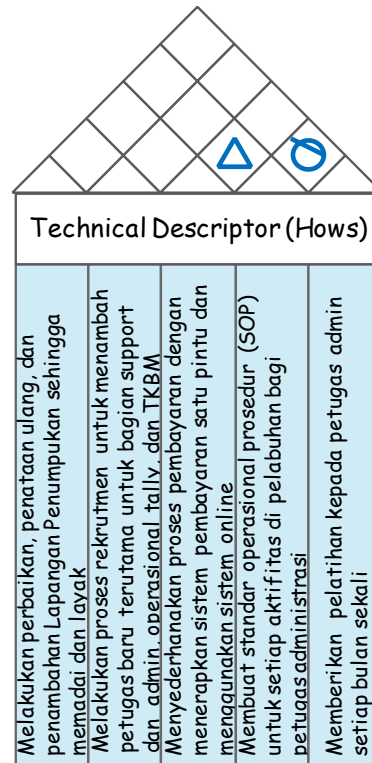 Technical Descriptor (Hows)
Melakukan perbaikan, penataan ulang, dan
penambahan Lapangan Penumpukan sehingga
memadai dan layak
Melakukan proses rekrutmen untuk menambah
petugas baru terutama untuk bagian support
dan admin, operasional tally, dan TKBM
Menyederhanakan proses pembayaran dengan
menerapkan sistem pembayaran satu pintu dan
menggunakan sistem online
Membuat standar operasional prosedur (SOP)
untuk setiap aktifitas di pelabuhan bagi
petugas administrasi
Memberikan pelatihan kepada petugas admin
setiap bulan sekali